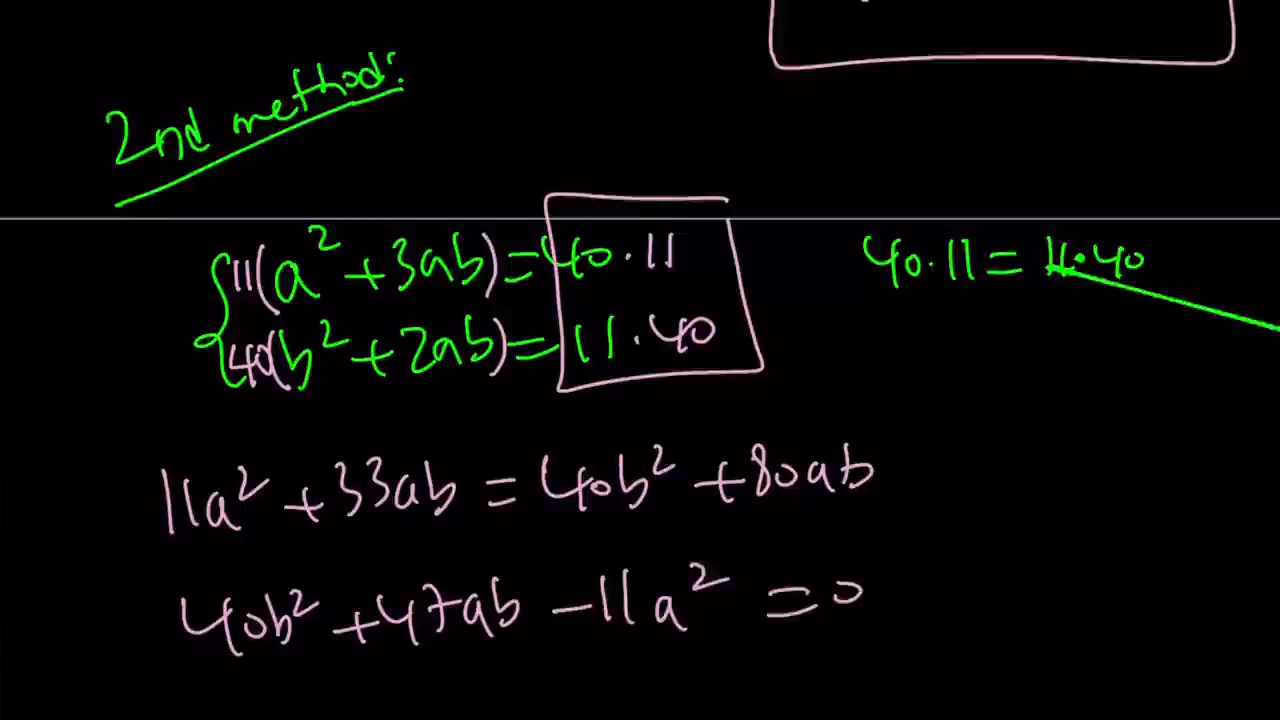 2nd method:
11(a²+3ab)=40.11
40(b²+2ab)=11.40
40.11=11.40
11a²+33ab=40b²+80ab
40b²+47ab-11a²=0